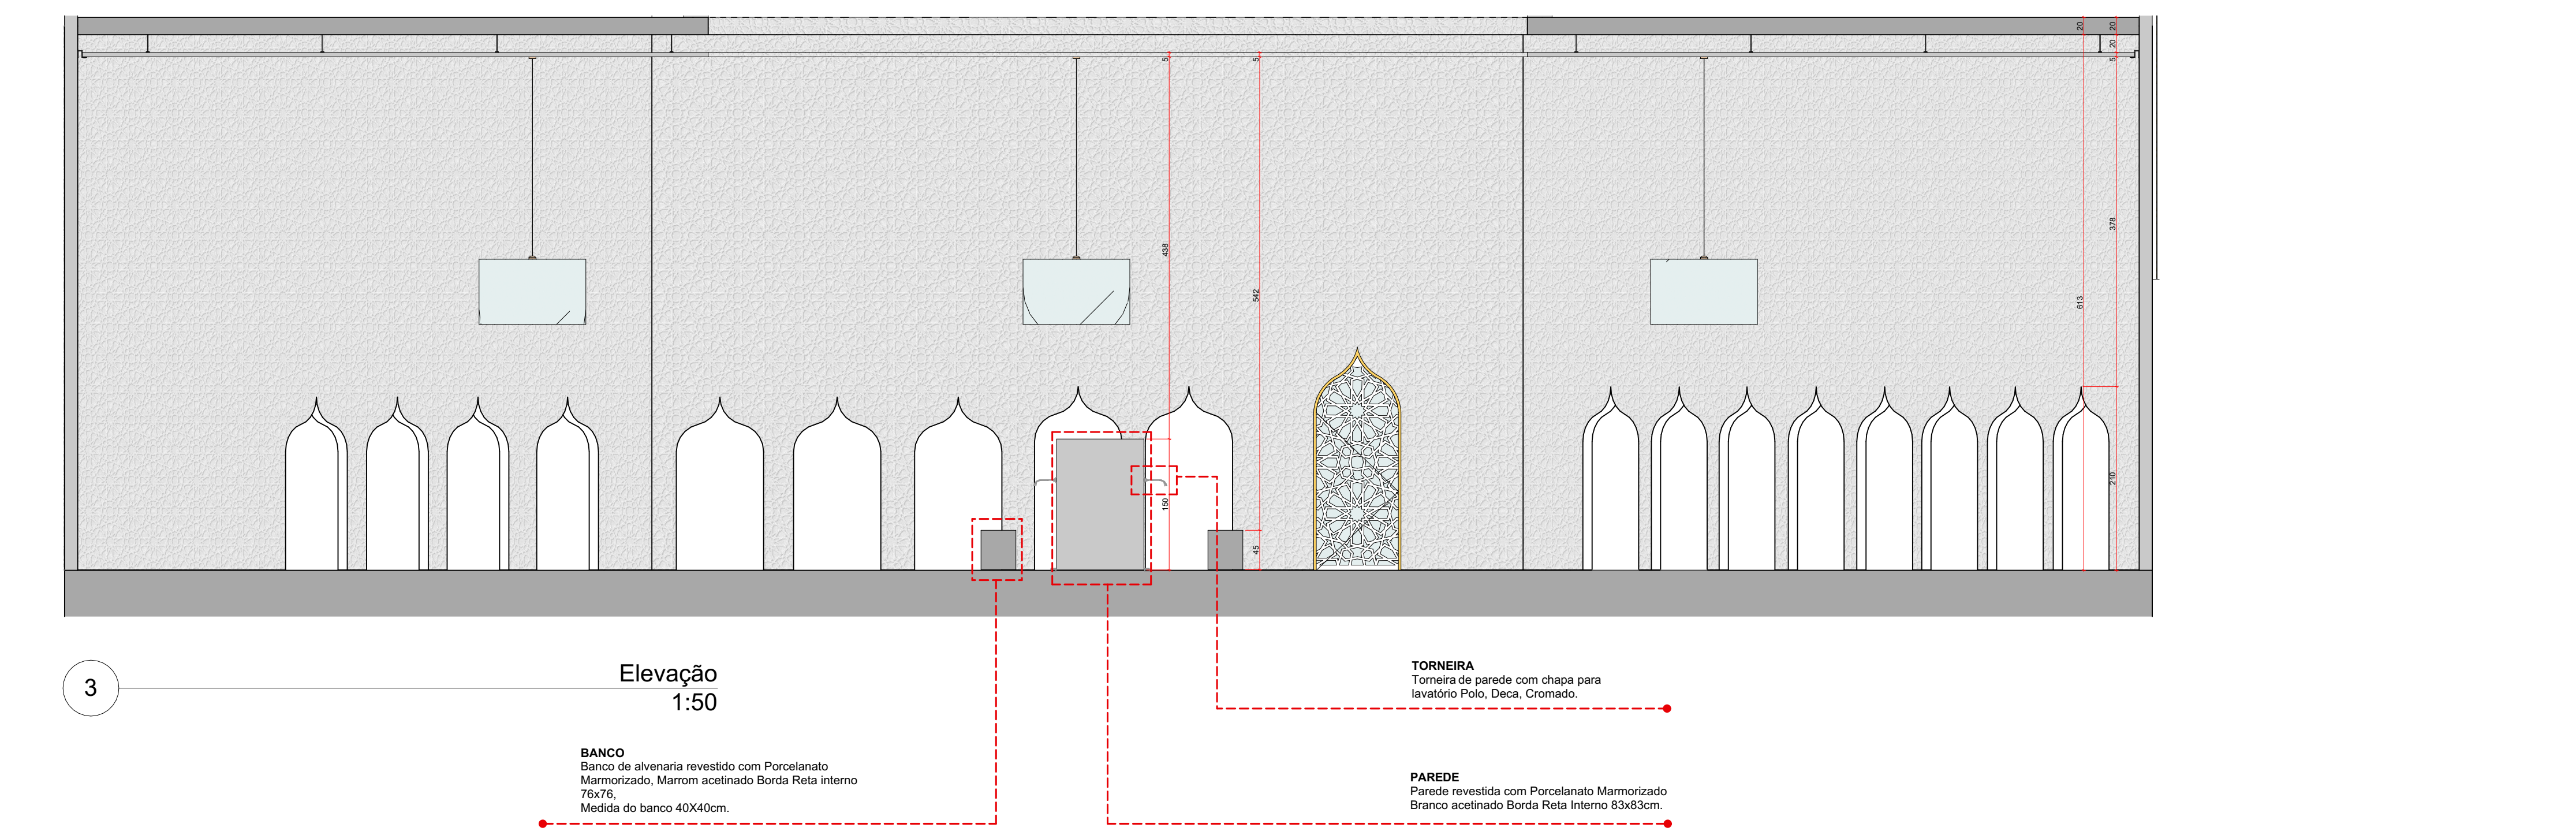 20
20
20
5
5
5
438
542
378
613
210
150
45
3
Elevação
1:50
TORNEIRA
Torneira de parede com chapa para
lavatório Polo, Deca, Cromado.
BANCO
Banco de alvenaria revestido com Porcelanato
Marmorizado, Marrom acetinado Borda Reta interno
76x76,
Medida do banco 40X40cm.
PAREDE
Parede revestida com Porcelanato Marmorizado
Branco acetinado Borda Reta Interno 83x83cm.